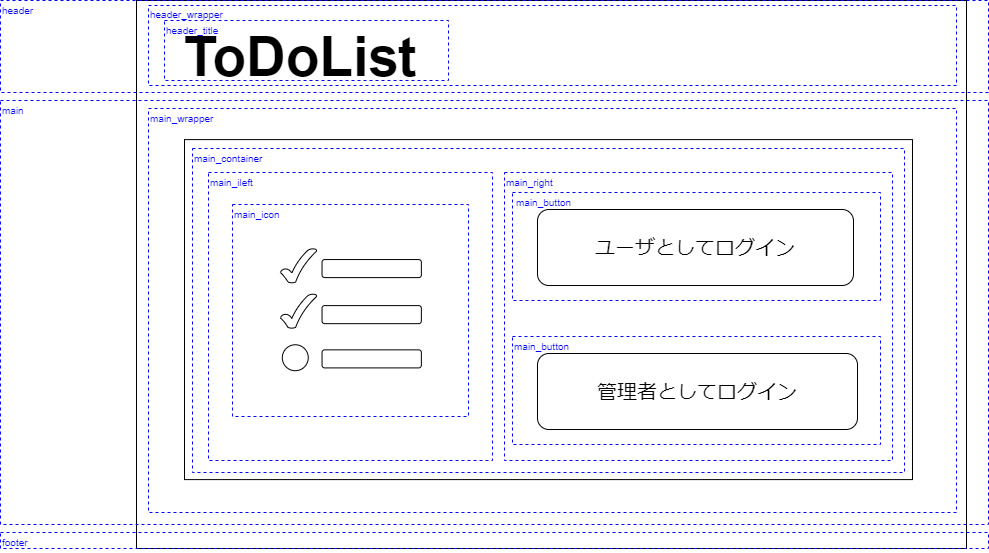 header
header_wrapper
header_title
ToDoList
main
main_wrapper
main_container
main_ileft
main_right
main_icon
main_button
ユーザとしてログイン
main_button
管理者としてログイン
footer